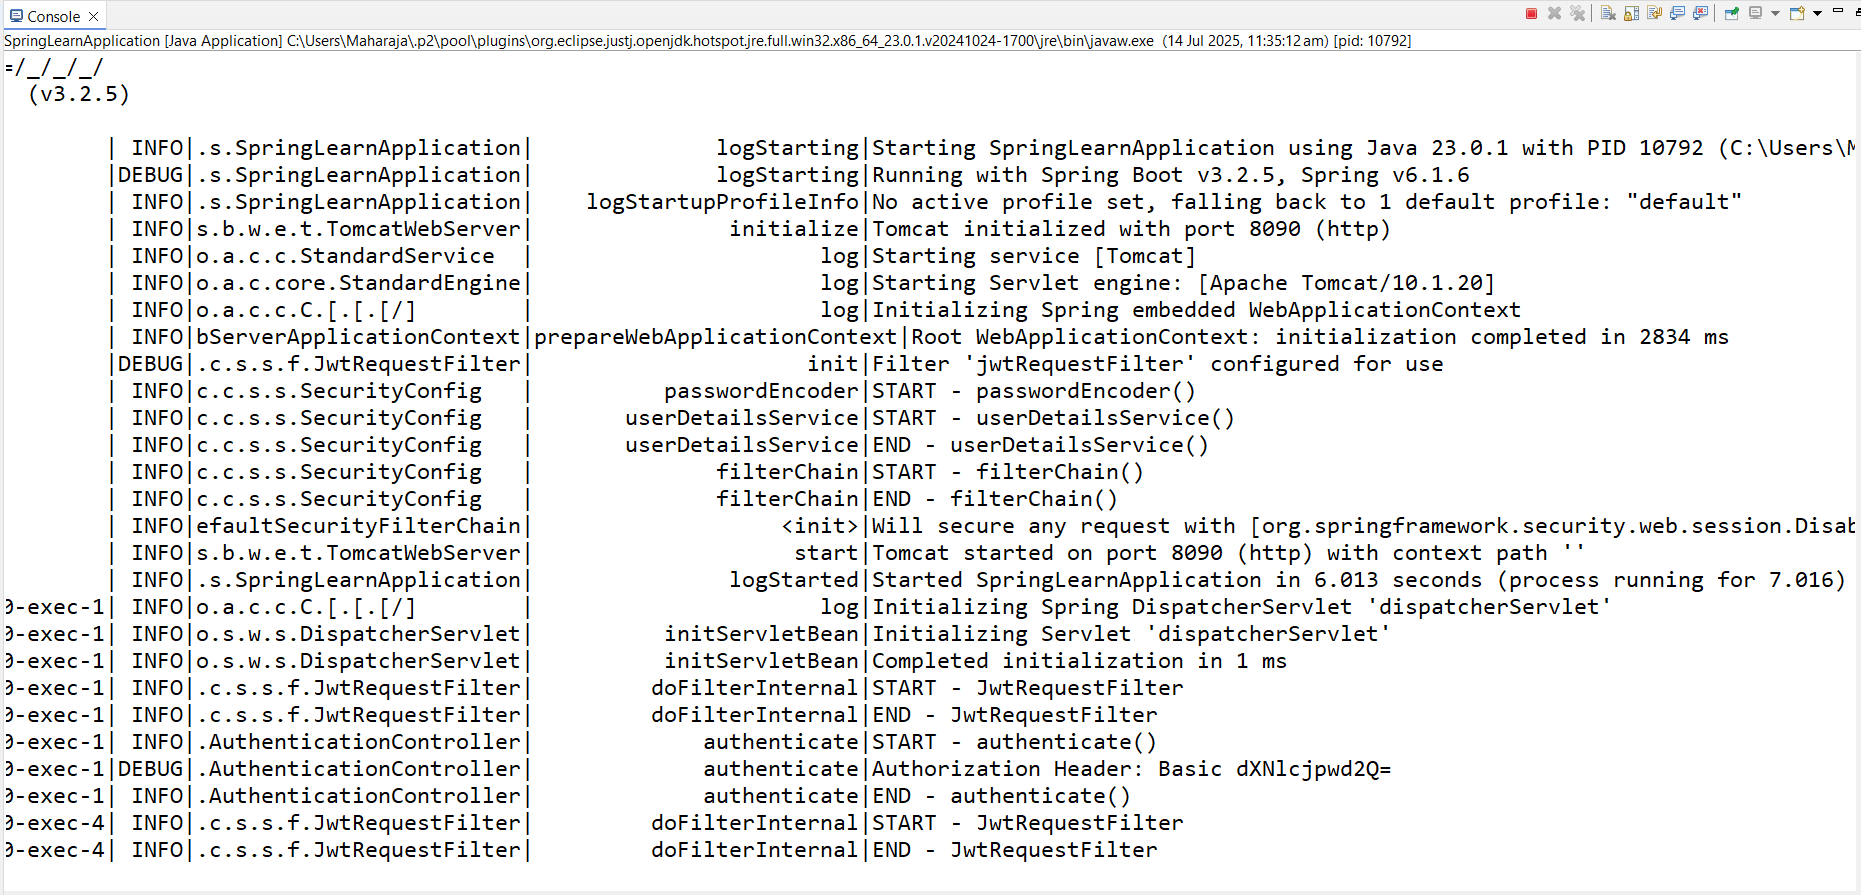 Console
SpringLearnApplication [Java Application] C:\Users\Maharaja\.p2\pool\plugins\org.eclipse.justj.openjdk.hotspot.jre.full.win32.x86_64_23.0.1.v20241024-1700\jre\bin\javaw.exe (14 Jul 2025, 11:35:12 am) [pid: 10792]
=/_/_/_/
(v3.2.5)
| INFO|.s.SpringLearnApplication| logStarting|Starting SpringLearnApplication using Java 23.0.1 with PID 10792 (C:\Users\M
|DEBUG|.s.SpringLearnApplication| logStarting|Running with Spring Boot v3.2.5, Spring v6.1.6
| INFO|.s.SpringLearnApplication| logStartupProfileInfo|No active profile set, falling back to 1 default profile: "default"
| INFO|s.b.w.e.t.TomcatWebServer| initialize|Tomcat initialized with port 8090 (http)
| INFO|o.a.c.c.StandardService | log|Starting service [Tomcat]
| INFO|o.a.c.core.StandardEngine| log|Starting Servlet engine: [Apache Tomcat/10.1.20]
| INFO|o.a.c.c.C.[.[.[/] | log|Initializing Spring embedded WebApplicationContext
| INFO|bServerApplicationContext|prepareWebApplicationContext|Root WebApplicationContext: initialization completed in 2834 ms
|DEBUG|.c.s.s.f.JwtRequestFilter| init|Filter 'jwtRequestFilter' configured for use
| INFO|c.c.s.s.SecurityConfig | passwordEncoder|START - passwordEncoder()
| INFO|c.c.s.s.SecurityConfig | userDetailsService|START - userDetailsService()
| INFO|c.c.s.s.SecurityConfig | userDetailsService|END - userDetailsService()
| INFO|c.c.s.s.SecurityConfig | filterChain|START - filterChain()
| INFO|c.c.s.s.SecurityConfig | filterChain|END - filterChain()
| INFO|efaultSecurityFilterChain| <init>|Will secure any request with [org.springframework.security.web.session.Disab
| INFO|s.b.w.e.t.TomcatWebServer| start|Tomcat started on port 8090 (http) with context path ''
| INFO|.s.SpringLearnApplication| logStarted|Started SpringLearnApplication in 6.013 seconds (process running for 7.016)
0-exec-1| INFO|o.a.c.c.C.[.[.[/] | log|Initializing Spring DispatcherServlet 'dispatcherServlet'
0-exec-1| INFO|o.s.w.s.DispatcherServlet| initServletBean|Initializing Servlet 'dispatcherServlet'
0-exec-1| INFO|o.s.w.s.DispatcherServlet| initServletBean|Completed initialization in 1 ms
0-exec-1| INFO|.c.s.s.f.JwtRequestFilter| doFilterInternal|START - JwtRequestFilter
0-exec-1| INFO|.c.s.s.f.JwtRequestFilter| doFilterInternal|END - JwtRequestFilter
0-exec-1| INFO|.AuthenticationController| authenticate|START - authenticate()
0-exec-1|DEBUG|.AuthenticationController| authenticate|Authorization Header: Basic dXNlcjpwd2Q=
0-exec-1| INFO|.AuthenticationController| authenticate|END - authenticate()
0-exec-4| INFO|.c.s.s.f.JwtRequestFilter| doFilterInternal|START - JwtRequestFilter
0-exec-4| INFO|.c.s.s.f.JwtRequestFilter| doFilterInternal|END - JwtRequestFilter